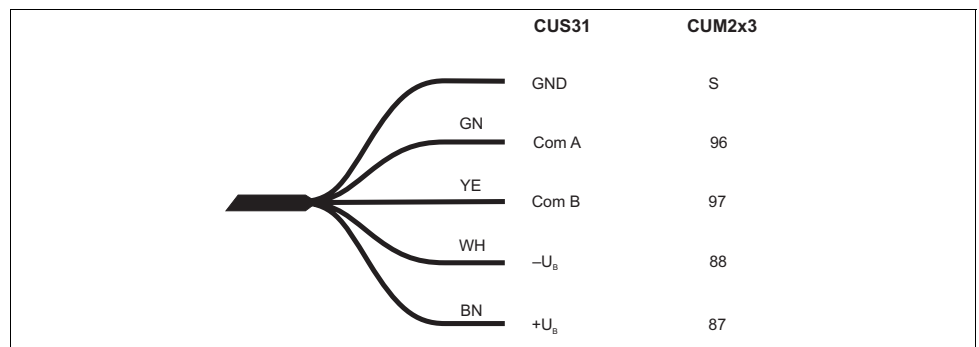 CUS31 CUM2x3
GND S
GN
Com A 96
YE
Com B 97
WH
–UB 88
BN
+UB 87